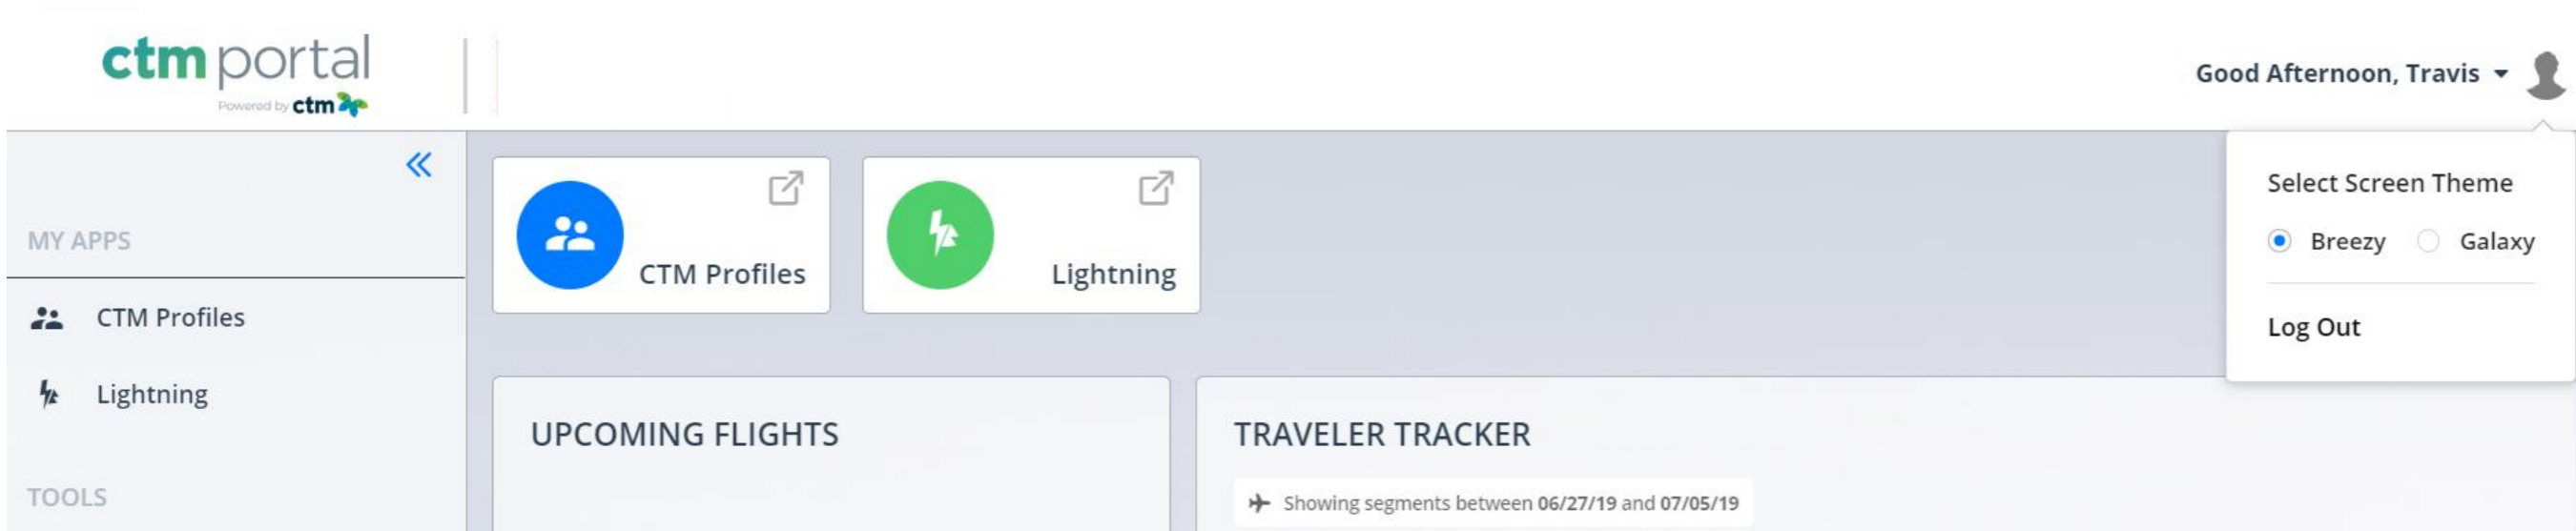 ctm portal
Powered by ctm
Good Afternoon, Travis
MY APPS
CTM Profiles
Lightning
TOOLS
CTM Profiles
Lightning
UPCOMING FLIGHTS
TRAVELER TRACKER
Showing segments between 06/27/19 and 07/05/19
Select Screen Theme
Breezy Galaxy
Log Out